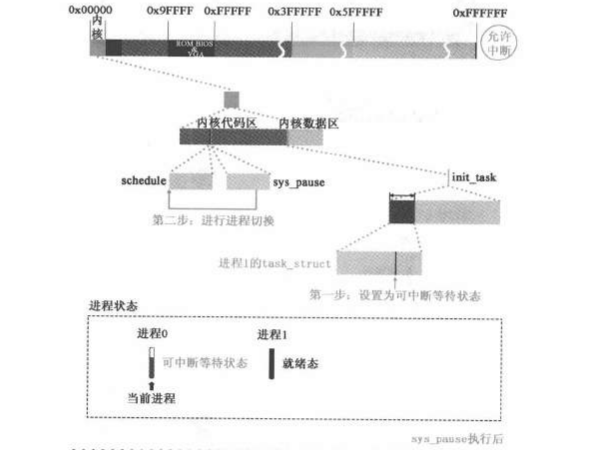 0x00000 0x9FFFF 0xFFFFF 0x3FFFFF 0x5FFFFF 0xFFFFFF
内核
ROM BIOS
&
VGA
允许
中断
内核代码区 内核数据区
schedule sys_pause init_task
第二步：进行进程切换
进程1的task_struct
第一步：设置为可中断等待状态
进程状态
进程0 进程1
可中断等待状态 就绪态
当前进程
sys_pause执行后